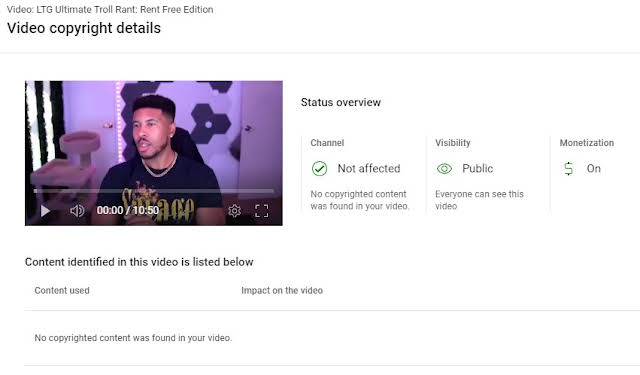 Video: LTG Ultimate Troll Rant: Rent Free Edition
Video copyright details
Status overview
Channel
Not affected
No copyrighted content
was found in your video.
Visibility
Public
Everyone can see this
video
Monetization
On
00:00 / 10:50
Content identified in this video is listed below
Content used Impact on the video
No copyrighted content was found in your video.